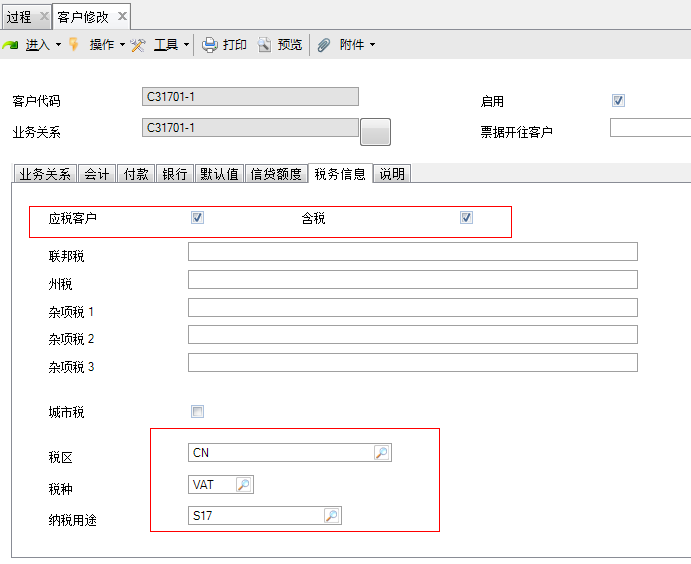 过程 客户修改
进入 操作 工具 打印 预览 附件
客户代码 C31701-1 启用
业务关系 C31701-1 票据开往客户
业务关系 会计 付款 银行 默认值 信贷额度 税务信息 说明
应税客户 含税
联邦税
州税
杂项税 1
杂项税 2
杂项税 3
城市税
税区 CN
税种 VAT
纳税用途 S17